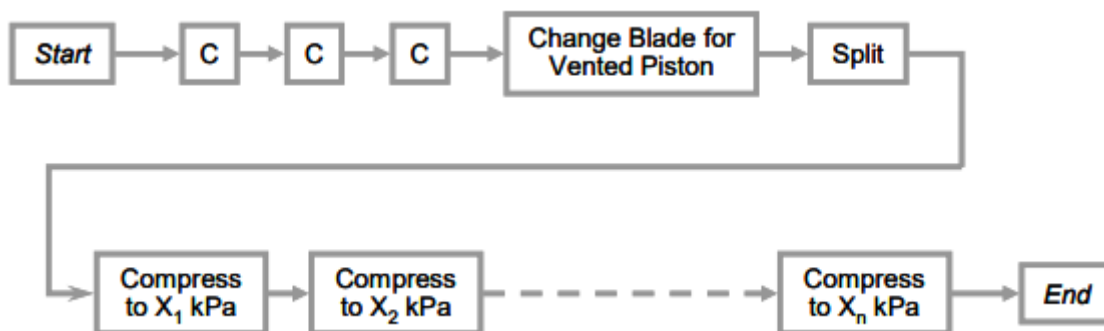 Start
C
C
C
Change Blade for
Vented Piston
Split
Compress
to X₁ kPa
Compress
to X₂ kPa
Compress
to Xₙ kPa
End